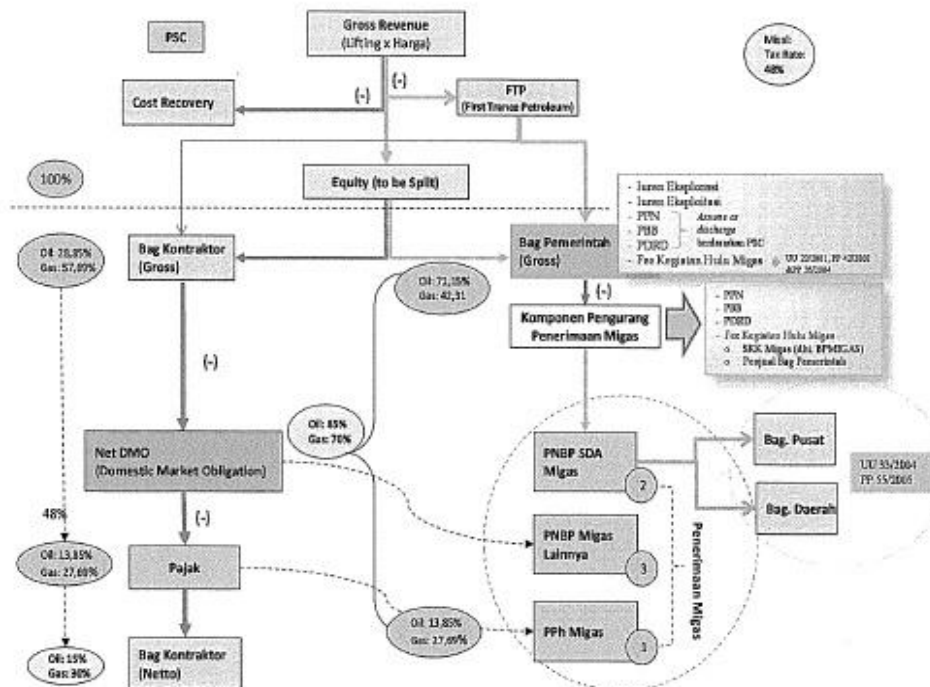 PSC
Gross Revenue
(Lifting x Harga)
Misal:
Tax Rate:
48%
(-)
(-)
Cost Recovery
FTP
(First Trance Petroleum)
100%
Equity (to be Split)
- Iuran Eksplorasi
- Iuran Eksploitasi
- PPN
- PBB
- PDRD
Assume or
discharge
berdasarkan PSC
- Fee Kegiatan Hulu Migas
Oil: 28,85%
Gas: 57,69%
Bag Kontraktor
(Gross)
Bag Pemerintah
(Gross)
Oil: 71,15%
Gas: 42,31
(-)
Komponen Pengurang
Penerimaan Migas
- PPN
- PBB
- PDRD
- Fee Kegiatan Hulu Migas
o SKK Migas (dhi. BPMIGAS)
o Penjual Bag Pemerintah
(-)
Oil: 85%
Gas: 70%
Net DMO
(Domestic Market Obligation)
PNBP SDA
Migas
2
Bag. Pusat
Bag. Daerah
UU 33/2004
PP 55/2005
48%
(-)
Oil: 13,85%
Gas: 27,69%
Pajak
PNBP Migas
Lainnya
3
Penerimaan Migas
Oil: 13,85%
Gas: 27,69%
PPh Migas
1
Oil: 15%
Gas: 30%
Bag Kontraktor
(Netto)